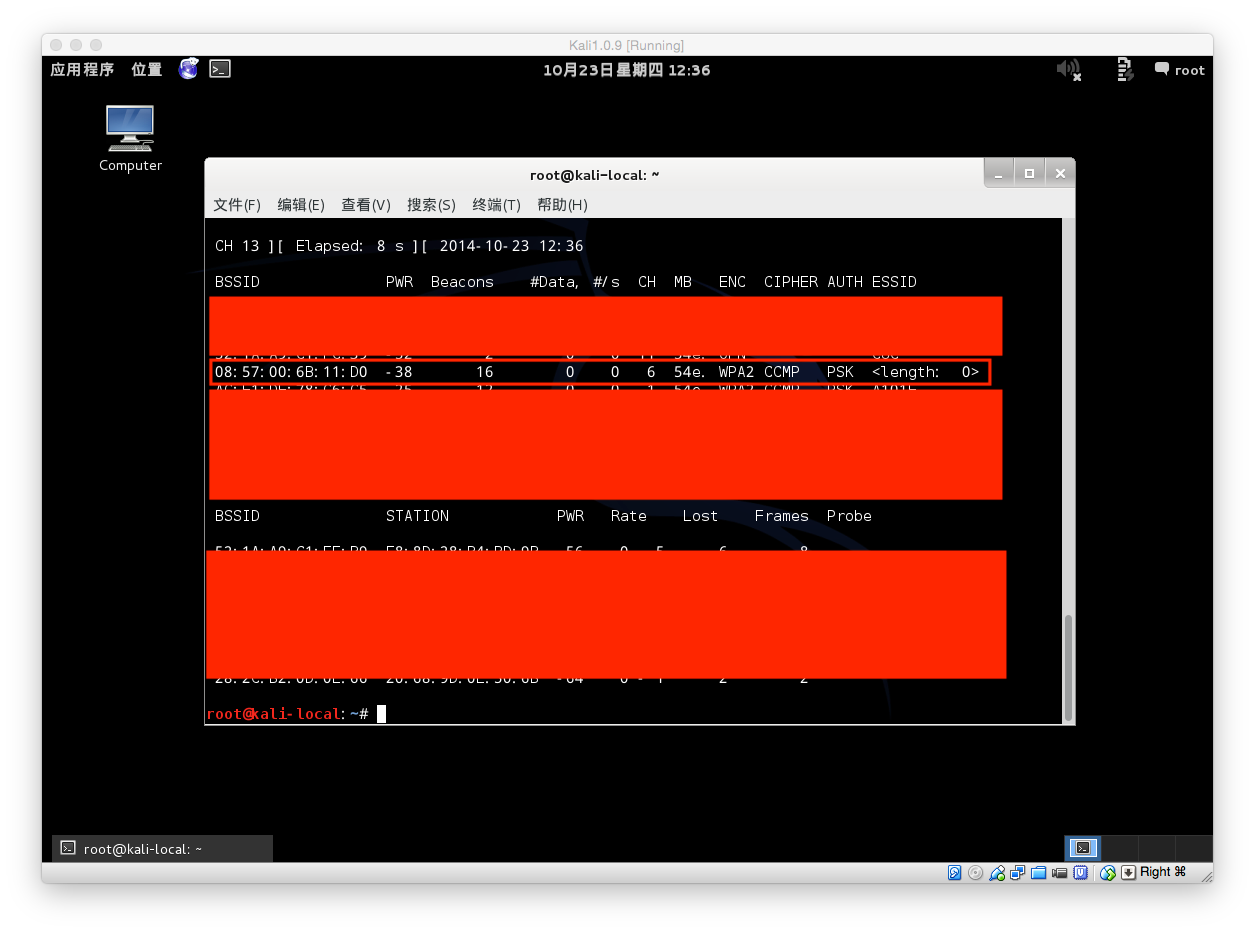 Kali1.0.9 [Running]
应用程序 位置 10月23日星期四 12:36 root
Computer
root@kali-local: ~
文件(F) 编辑(E) 查看(V) 搜索(S) 终端(T) 帮助(H)
CH 13 ][ Elapsed: 8 s ][ 2014-10-23 12:36
BSSID PWR Beacons #Data, #/s CH MB ENC CIPHER AUTH ESSID
08:57:00:6B:11:D0 -38 16 0 0 6 54e. WPA2 CCMP PSK <length: 0>
BSSID STATION PWR Rate Lost Frames Probe
root@kali-local:~#
root@kali-local: ~
Right ⌘